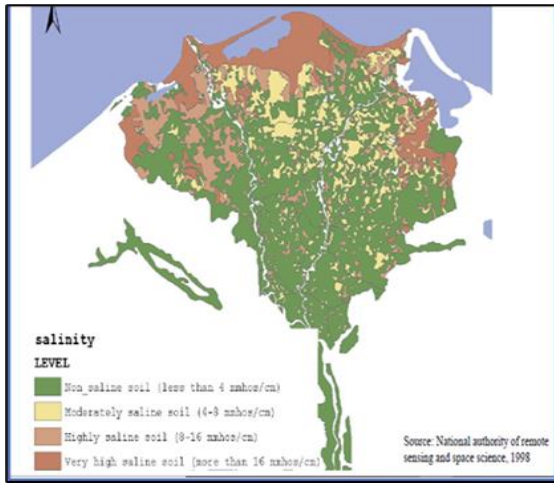 salinity
LEVEL
Non_saline soil (less than 4 mmhos/cm)
Moderately saline soil (4-8 mmhos/cm)
Highly saline soil (8-16 mmhos/cm)
Very high saline soil (more than 16 mmhos/cm)
Source: National authority of remote
sensing and space science, 1998